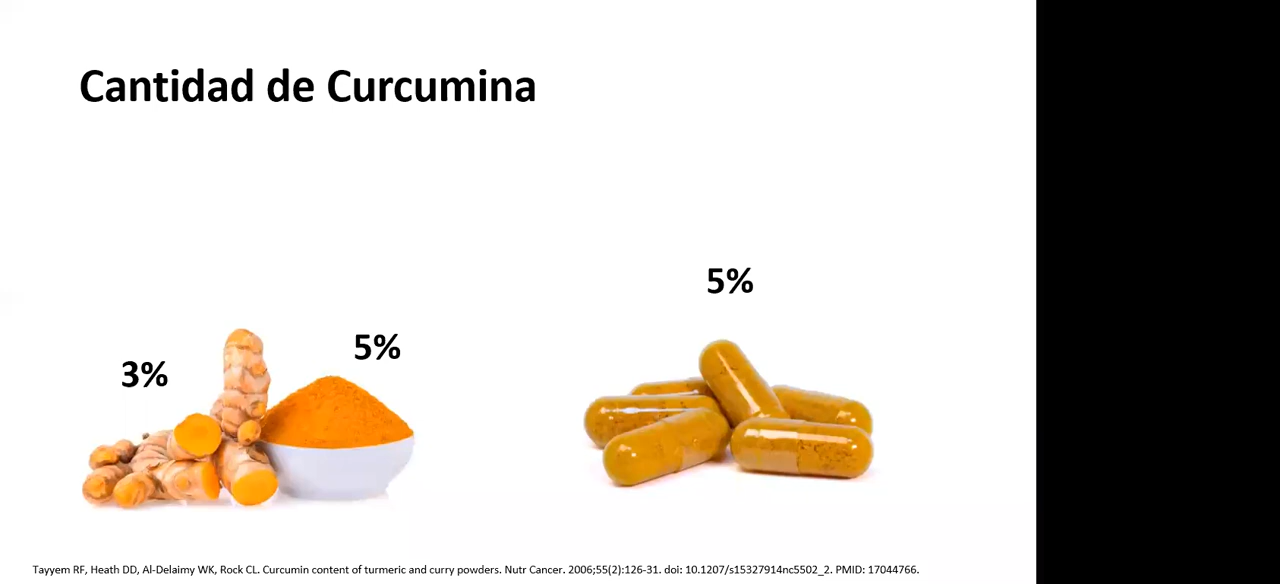 Cantidad de Curcumina
5%
5%
3%
Tayyem RF, Heath DD, Al-Delaimy WK, Rock CL. Curcumin content of turmeric and curry powders. Nutr Cancer. 2006;55(2):126-31. doi: 10.1207/s15327914nc5502_2. PMID: 17044766.